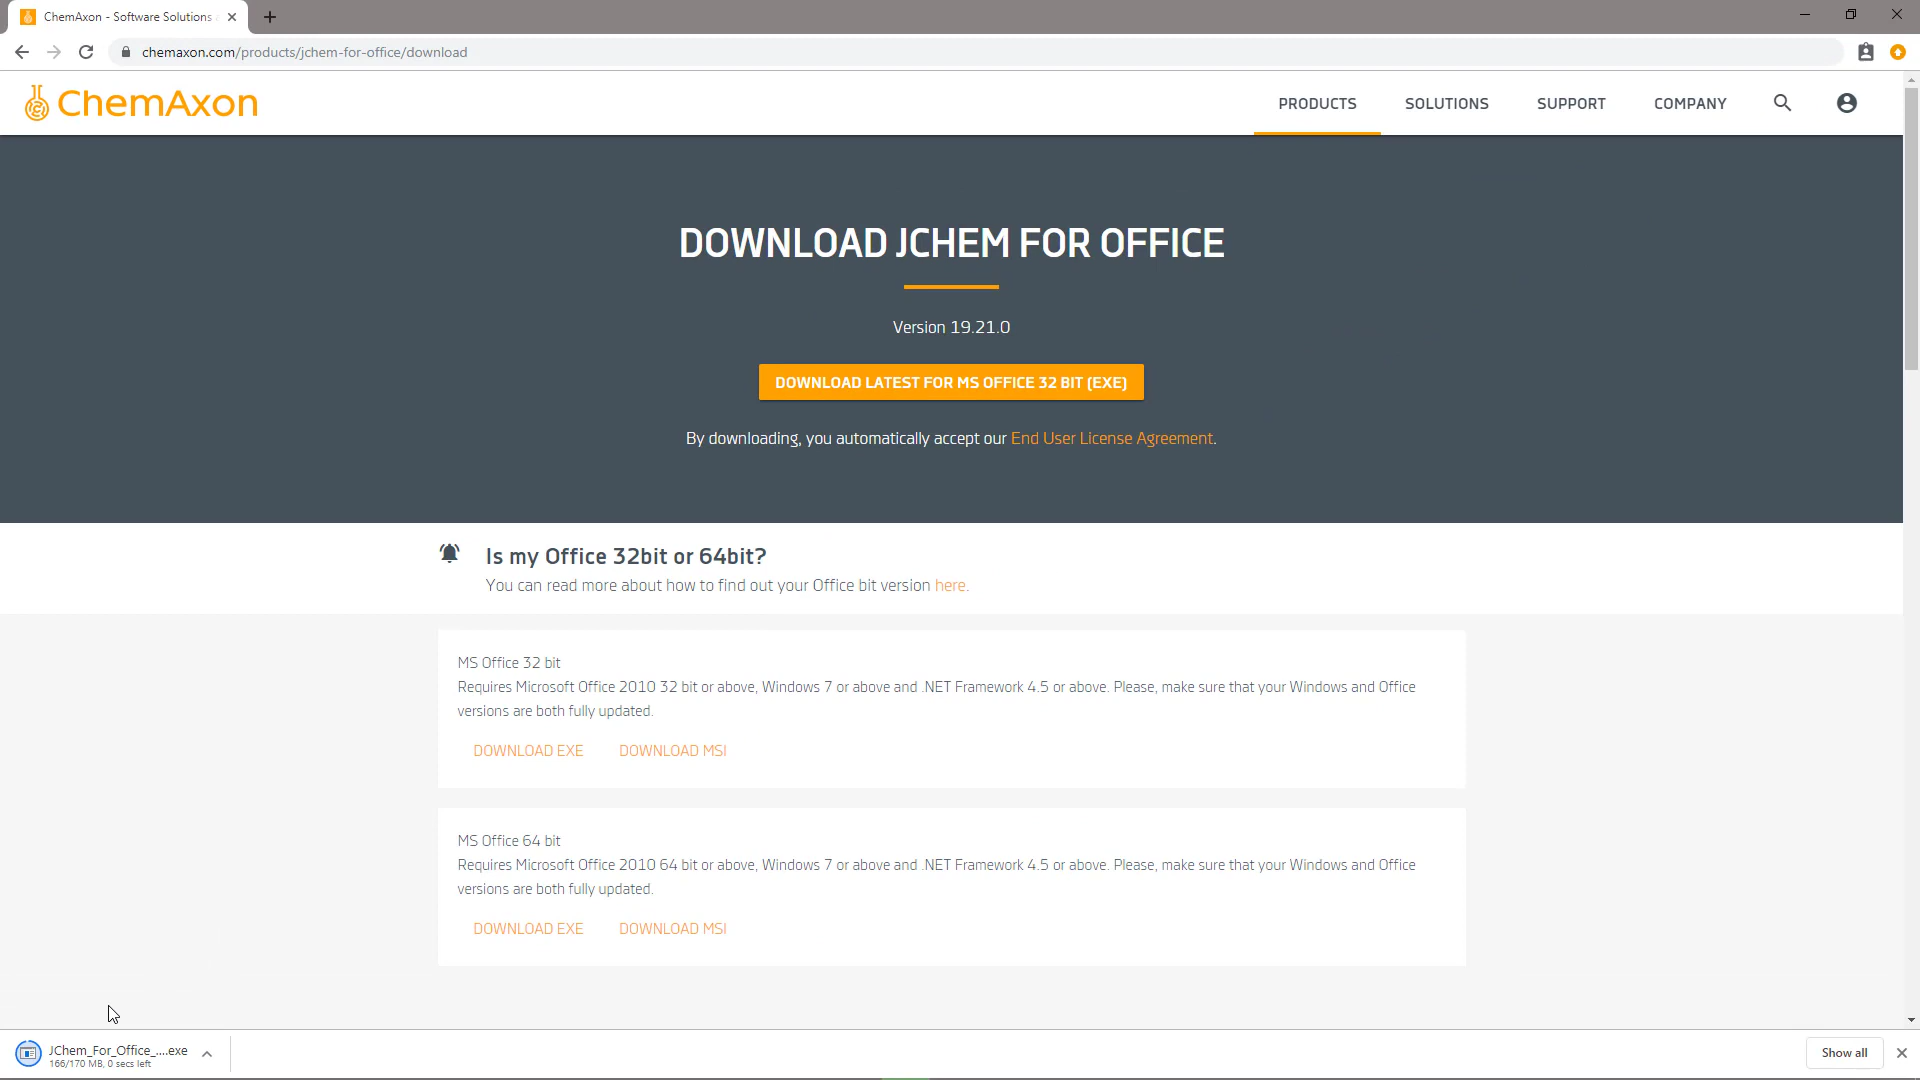 ChemAxon - Software Solutions
chemaxon.com/products/jchem-for-office/download
ChemAxon
PRODUCTS
SOLUTIONS
SUPPORT
COMPANY
DOWNLOAD JCHEM FOR OFFICE
Version 19.21.0
DOWNLOAD LATEST FOR MS OFFICE 32 BIT (EXE)
By downloading, you automatically accept our End User License Agreement.
Is my Office 32bit or 64bit?
You can read more about how to find out your Office bit version here.
MS Office 32 bit
Requires Microsoft Office 2010 32 bit or above, Windows 7 or above and .NET Framework 4.5 or above. Please, make sure that your Windows and Office
versions are both fully updated.
DOWNLOAD EXE
DOWNLOAD MSI
MS Office 64 bit
Requires Microsoft Office 2010 64 bit or above, Windows 7 or above and .NET Framework 4.5 or above. Please, make sure that your Windows and Office
versions are both fully updated.
DOWNLOAD EXE
DOWNLOAD MSI
JChem_For_Office_....exe
166/170 MB, 0 secs left
Show all